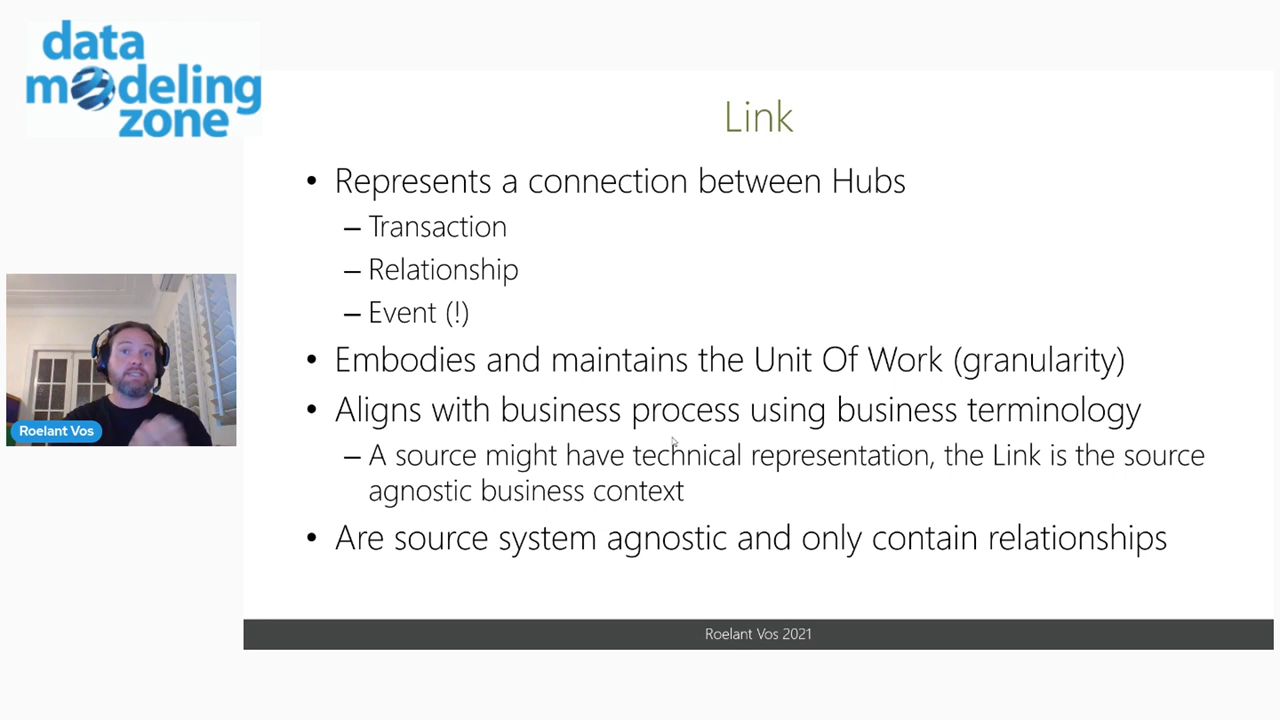 data
modeling
zone
Link
• Represents a connection between Hubs
– Transaction
– Relationship
– Event (!)
• Embodies and maintains the Unit Of Work (granularity)
• Aligns with business process using business terminology
– A source might have technical representation, the Link is the source
agnostic business context
• Are source system agnostic and only contain relationships
Roelant Vos
Roelant Vos 2021